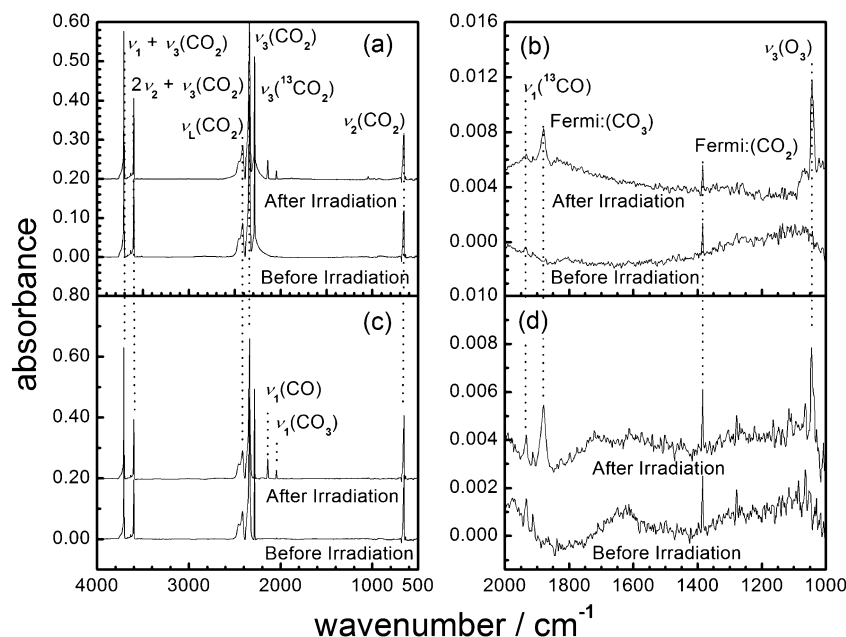 absorbance
(a)
ν1 + ν3(CO2)
2ν2 + ν3(CO2)
νL(CO2)
ν3(CO2)
ν3(13CO2)
ν2(CO2)
After Irradiation
Before Irradiation
0.60
0.50
0.40
0.30
0.20
0.10
0.00
0.80
(b)
ν3(O3)
ν1(13CO)
Fermi:(CO3)
Fermi:(CO2)
After Irradiation
Before Irradiation
0.016
0.012
0.008
0.004
0.000
0.010
(c)
ν1(CO)
ν1(CO3)
After Irradiation
Before Irradiation
0.60
0.40
0.20
0.00
4000 3000 2000 1000 500
(d)
After Irradiation
Before Irradiation
0.008
0.006
0.004
0.002
0.000
2000 1800 1600 1400 1200 1000
wavenumber / cm-1